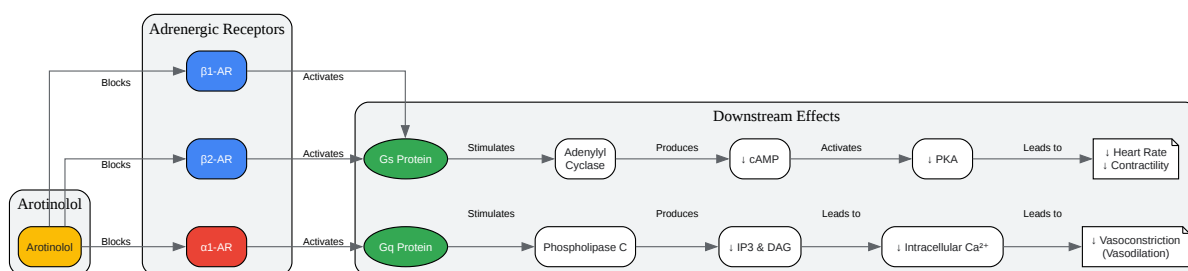 Adrenergic Receptors
β1-AR
Blocks
Activates
Downstream Effects
β2-AR
Blocks
Activates
Gs Protein
Stimulates
Adenylyl
Cyclase
Produces
↓ cAMP
Activates
↓ PKA
Leads to
↓ Heart Rate
↓ Contractility
Arotinolol
Arotinolol
Blocks
α1-AR
Activates
Gq Protein
Stimulates
Phospholipase C
Produces
↓ IP3 & DAG
Leads to
↓ Intracellular Ca²⁺
Leads to
↓ Vasoconstriction
(Vasodilation)